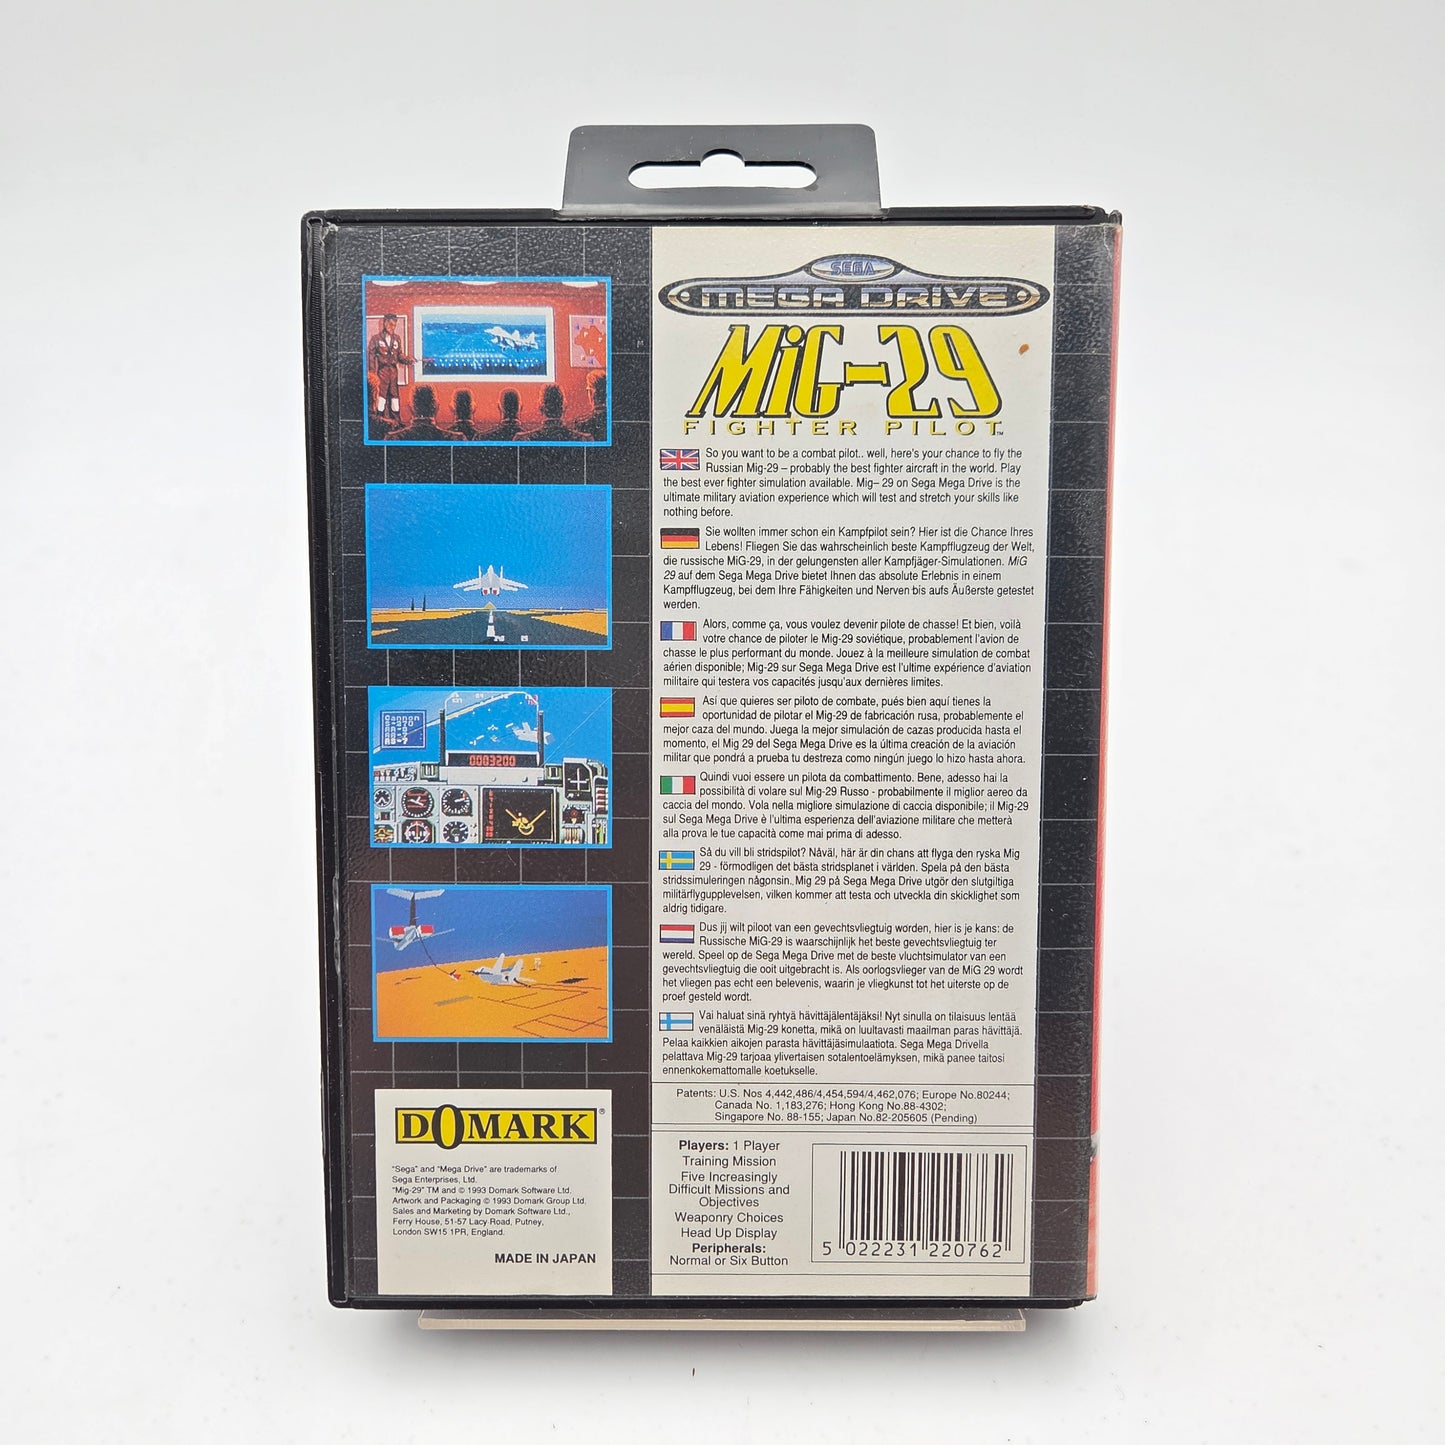 SEGA
MEGA DRIVE
MiG-29
FIGHTER PILOT™
So you want to be a combat pilot.. well, here's your chance to fly the
Russian Mig-29 – probably the best fighter aircraft in the world. Play
the best ever fighter simulation available. Mig– 29 on Sega Mega Drive is the
ultimate military aviation experience which will test and stretch your skills like
nothing before.
Sie wollten immer schon ein Kampfpilot sein? Hier ist die Chance Ihres
Lebens! Fliegen Sie das wahrscheinlich beste Kampfflugzeug der Welt,
die russische MiG-29, in der gelungensten aller Kampfjäger-Simulationen. MiG
29 auf dem Sega Mega Drive bietet Ihnen das absolute Erlebnis in einem
Kampfflugzeug, bei dem Ihre Fähigkeiten und Nerven bis aufs Äußerste getestet
werden.
Alors, comme ça, vous voulez devenir pilote de chasse! Et bien, voilà
votre chance de piloter le Mig-29 soviétique, probablement l'avion de
chasse le plus performant du monde. Jouez à la meilleure simulation de combat
aérien disponible; Mig-29 sur Sega Mega Drive est l'ultime expérience d'aviation
militaire qui testera vos capacités jusqu'aux dernières limites.
Así que quieres ser piloto de combate, pués bien aquí tienes la
oportunidad de pilotar el Mig-29 de fabricación rusa, probablemente el
mejor caza del mundo. Juega la mejor simulación de cazas producida hasta el
momento, el Mig 29 del Sega Mega Drive es la última creación de la aviación
militar que pondrá a prueba tu destreza como ningún juego lo hizo hasta ahora.
Quindi vuoi essere un pilota da combattimento. Bene, adesso hai la
possibilità di volare sul Mig-29 Russo - probabilmente il miglior aereo da
caccia del mondo. Vola nella migliore simulazione di caccia disponibile; il Mig-29
sul Sega Mega Drive è l'ultima esperienza dell'aviazione militare che metterà
alla prova le tue capacità come mai prima di adesso.
Så du vill bli stridspilot? Nåväl, här är din chans att flyga den ryska Mig
29 - förmodligen det bästa stridsplanet i världen. Spela på den bästa
stridssimuleringen någonsin. Mig 29 på Sega Mega Drive utgör den slutgiltiga
militärflygupplevelsen, vilken kommer att testa och utveckla din skicklighet som
aldrig tidigare.
Dus jij wilt piloot van een gevechtsvliegtuig worden, hier is je kans: de
Russische MiG-29 is waarschijnlijk het beste gevechtsvliegtuig ter
wereld. Speel op de Sega Mega Drive met de beste vluchtsimulator van een
gevechtsvliegtuig die ooit uitgebracht is. Als oorlogsvlieger van de MiG 29 wordt
het vliegen pas echt een belevenis, waarin je vliegkunst tot het uiterste op de
proef gesteld wordt.
Vai haluat sinä ryhtyä hävittäjälentäjäksi! Nyt sinulla on tilaisuus lentää
venäläistä Mig-29 konetta, mikä on luultavasti maailman paras hävittäjä.
Pelaa kaikkien aikojen parasta hävittäjäsimulaatiota. Sega Mega Drivella
pelattava Mig-29 tarjoaa ylivertaisen sotalentoelämyksen, mikä panee taitosi
ennenkokemattomalle koetukselle.
Patents: U.S. Nos 4,442,486/4,454,594/4,462,076; Europe No.80244;
Canada No. 1,183,276; Hong Kong No.88-4302;
Singapore No. 88-155; Japan No.82-205605 (Pending)
Players: 1 Player
Training Mission
Five Increasingly
Difficult Missions and
Objectives
Weaponry Choices
Head Up Display
Peripherals:
Normal or Six Button
5 022231 220762
Cannon
0003200
DOMARK®
"Sega" and "Mega Drive" are trademarks of
Sega Enterprises, Ltd.
"Mig-29" TM and © 1993 Domark Software Ltd.
Artwork and Packaging © 1993 Domark Group Ltd.
Sales and Marketing by Domark Software Ltd.,
Ferry House, 51-57 Lacy Road, Putney,
London SW15 1PR, England.
MADE IN JAPAN